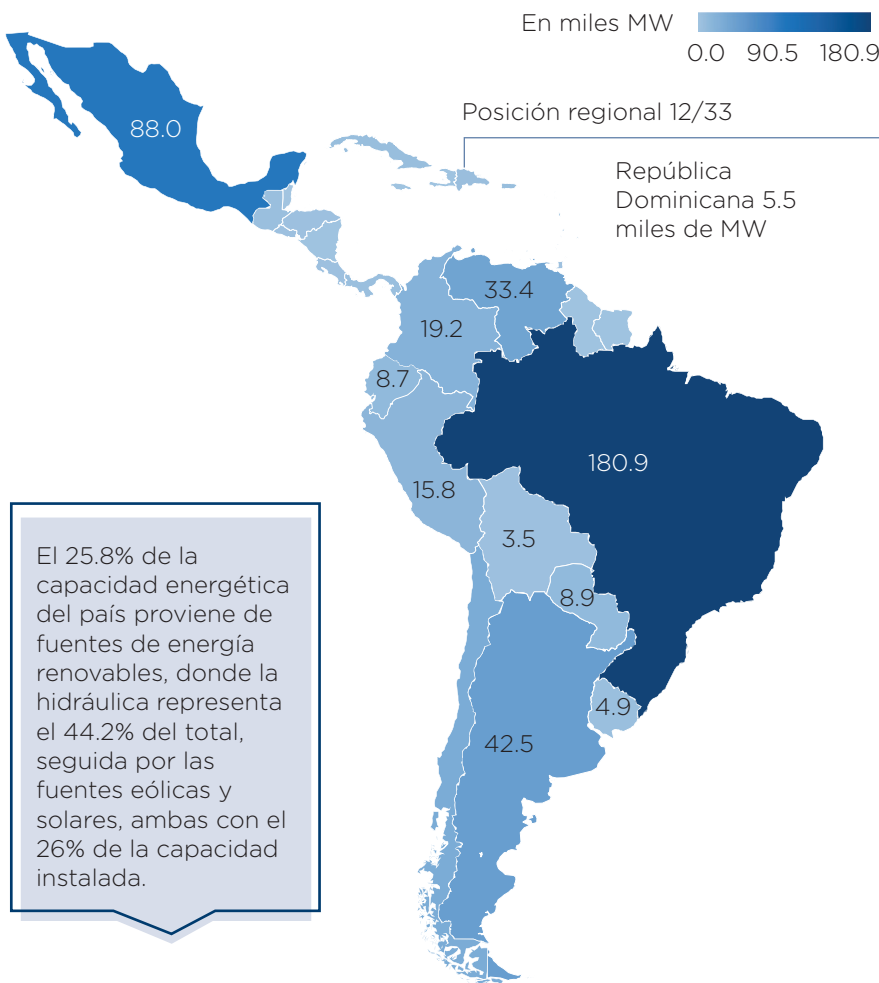 En miles MW
0.0 90.5 180.9
88.0
Posición regional 12/33
República
Dominicana 5.5
miles de MW
33.4
19.2
8.7
180.9
15.8
3.5
8.9
4.9
42.5
El 25.8% de la
capacidad energética
del país proviene de
fuentes de energía
renovables, donde la
hidráulica representa
el 44.2% del total,
seguida por las
fuentes eólicas y
solares, ambas con el
26% de la capacidad
instalada.